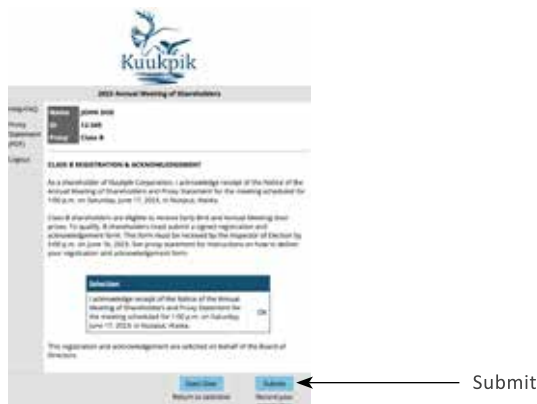 Kuukpik
2023 Annual Meeting of Shareholders
Name JOHN DOE
ID 12-345
Proxy Class B
Proxy
Statement
(PDF)
Logout
CLASS B REGISTRATION & ACKNOWLEDGEMENT
As a shareholder of Kuukpik Corporation, I acknowledge receipt of the Notice of the
Annual Meeting of Shareholders and Proxy Statement for the meeting scheduled for
1:00 p.m. on Saturday, June 17, 2023, in Nuiqsut, Alaska.
Class B shareholders are eligible to receive Early Bird and Annual Meeting door
prizes. To qualify, B shareholders must submit a signed registration and
acknowledgement form. This form must be received by the Inspector of Election by
5:00 p.m. on June 16, 2023. See proxy statement for instructions on how to deliver
your registration and acknowledgement form.
Selection
I acknowledge receipt of the Notice of the Annual
Meeting of Shareholders and Proxy Statement for
the meeting scheduled for 1:00 p.m. on Saturday,
June 17, 2023, in Nuiqsut, Alaska.
OK
This registration and acknowledgement are solicited on behalf of the Board of
Directors.
Start Over Submit
Return to selection Record your
Submit